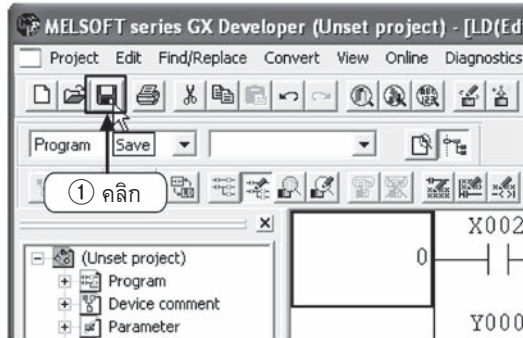 MELSOFT series GX Developer (Unset project) - [LD(Ed
Project Edit Find/Replace Convert View Online Diagnostics
Program Save
① คลิก
(Unset project)
Program
Device comment
Parameter
X002
0
Y000